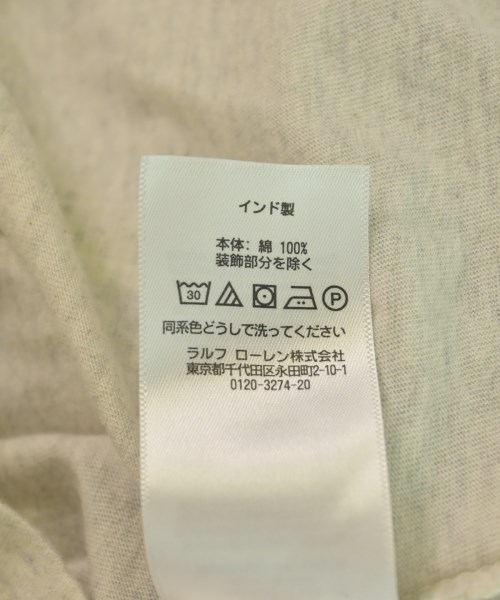 インド製
本体: 綿 100%
装飾部分を除く
30 P
同系色どうしで洗ってください
ラルフ ローレン株式会社
東京都千代田区永田町2-10-1
0120-3274-20